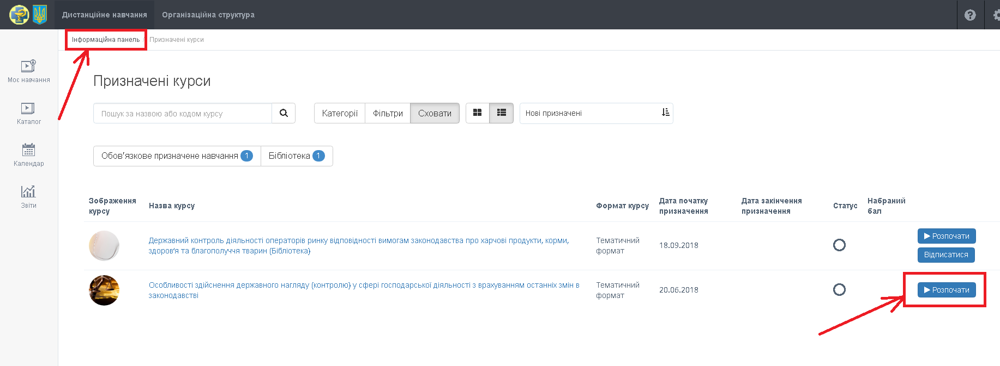 Дистанційне навчання Організаційна структура
Інформаційна панель / Призначені курси
Моє навчання
Каталог
Календар
Звіти
Призначені курси
Пошук за назвою або кодом курсу
Категорії Фільтри Сховати
Нові призначені
Обов'язкове призначене навчання 1 Бібліотека 1
Зображення курсу
Назва курсу
Формат курсу
Дата початку призначення
Дата закінчення призначення
Статус
Набраний бал
Державний контроль діяльності операторів ринку відповідності вимогам законодавства про харчові продукти, корми,
здоров'я та благополуччя тварин (Бібліотека)
Тематичний
формат
18.09.2018
Розпочати
Відписатися
Особливості здійснення державного нагляду (контролю) у сфері господарської діяльності з врахуванням останніх змін в
законодавстві
Тематичний
формат
20.06.2018
Розпочати